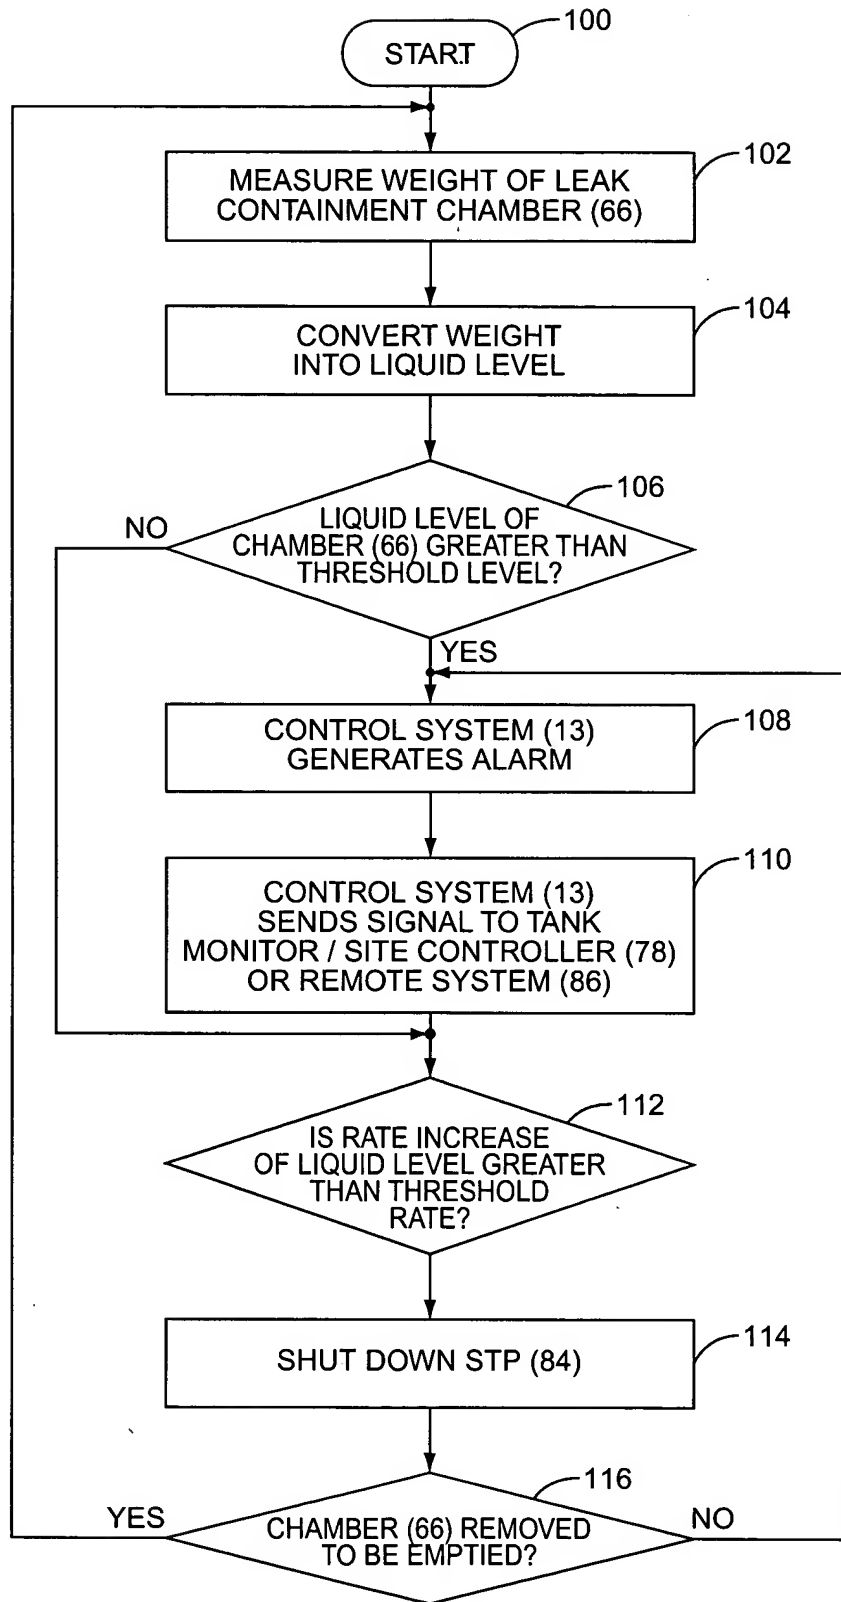 100
START
102
MEASURE WEIGHT OF LEAK
CONTAINMENT CHAMBER (66)
104
CONVERT WEIGHT
INTO LIQUID LEVEL
106
NO
LIQUID LEVEL OF
CHAMBER (66) GREATER THAN
THRESHOLD LEVEL?
YES
108
CONTROL SYSTEM (13)
GENERATES ALARM
110
CONTROL SYSTEM (13)
SENDS SIGNAL TO TANK
MONITOR / SITE CONTROLLER (78)
OR REMOTE SYSTEM (86)
112
IS RATE INCREASE
OF LIQUID LEVEL GREATER
THAN THRESHOLD
RATE?
114
SHUT DOWN STP (84)
116
YES
NO
CHAMBER (66) REMOVED
TO BE EMPTIED?